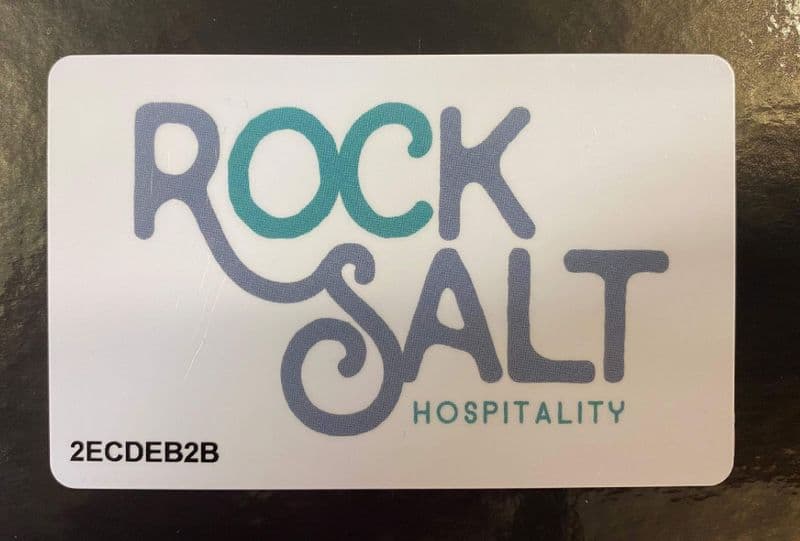 ROCK
SALT
HOSPITALITY
2ECDEB2B